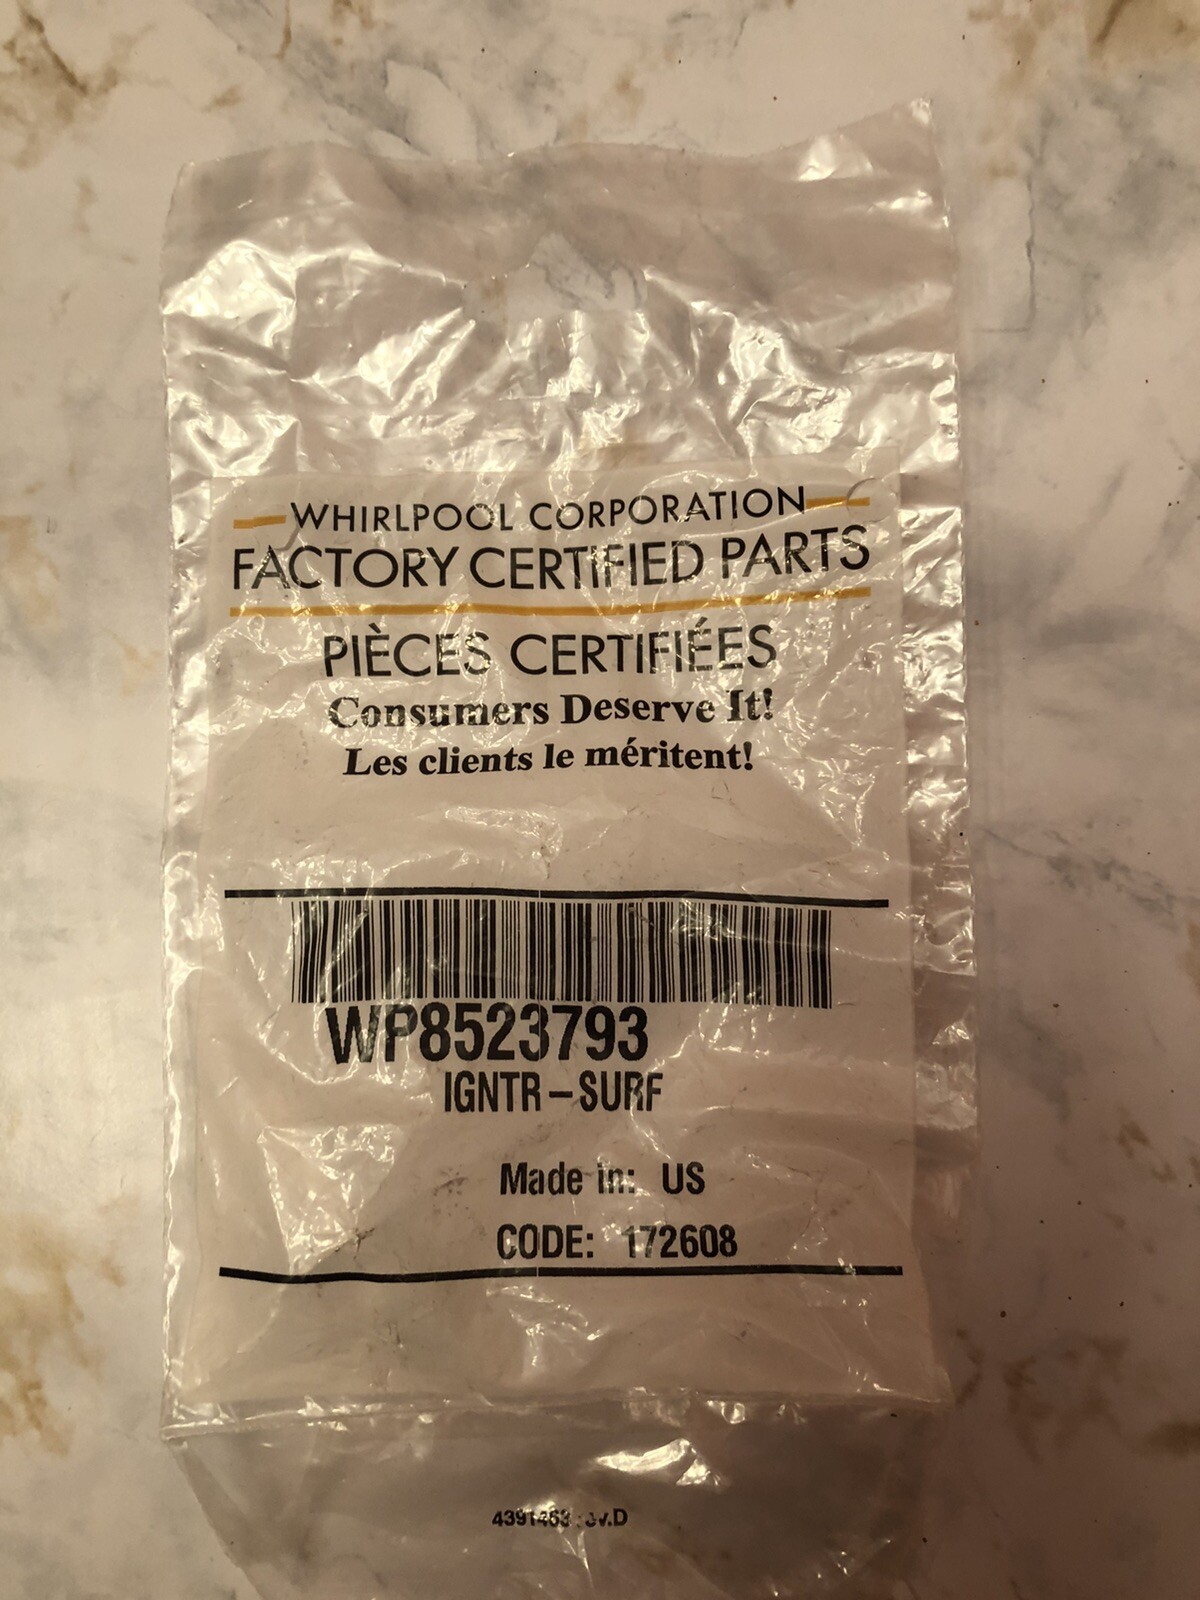 WHIRLPOOL CORPORATION
FACTORY CERTIFIED PARTS
PIÈCES CERTIFIÉES
Consumers Deserve It!
Les clients le méritent!
WP8523793
IGNTR-SURF
Made in: US
CODE: 172608